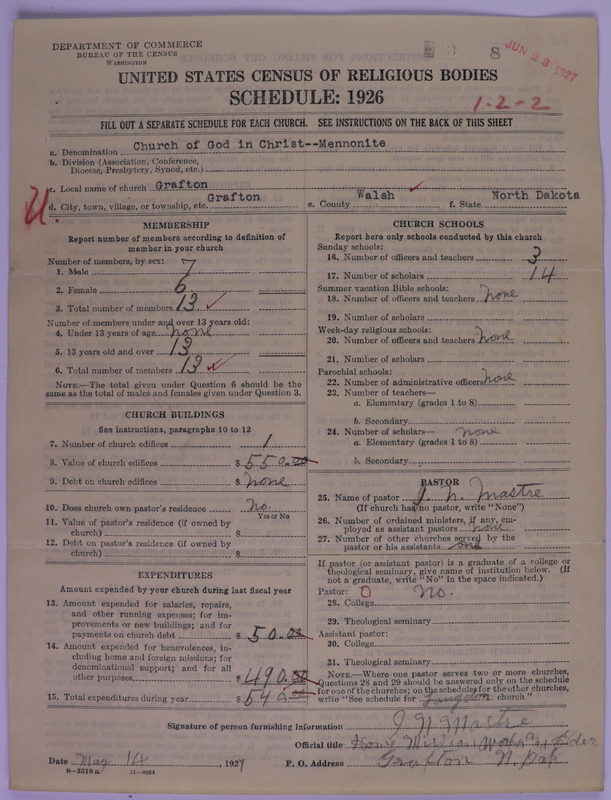 DEPARTMENT OF COMMERCE
BUREAU OF THE CENSUS
WASHINGTON
8
JUN 23 1927
UNITED STATES CENSUS OF RELIGIOUS BODIES
SCHEDULE: 1926
1-2-2
FILL OUT A SEPARATE SCHEDULE FOR EACH CHURCH. SEE INSTRUCTIONS ON THE BACK OF THIS SHEET
a. Denomination Church of God in Christ--Mennonite
b. Division (Association, Conference,
Diocese, Presbytery, Synod, etc.)
c. Local name of church Grafton
d. City, town, village, or township, etc. Grafton e. County Walsh f. State North Dakota
MEMBERSHIP
Report number of members according to definition of
member in your church
Number of members, by sex:
1. Male 7
2. Female 6
3. Total number of members 13
Number of members under and over 13 years old:
4. Under 13 years of age none
5. 13 years old and over 13
6. Total number of members 13
NOTE.—The total given under Question 6 should be the
same as the total of males and females given under Question 3.
CHURCH BUILDINGS
See instructions, paragraphs 10 to 12
7. Number of church edifices 1
8. Value of church edifices $ 550.00
9. Debt on church edifices $ none
10. Does church own pastor's residence no.
Yes or No
11. Value of pastor's residence (if owned by
church) $
12. Debt on pastor's residence (if owned by
church) $
EXPENDITURES
Amount expended by your church during last fiscal year
13. Amount expended for salaries, repairs,
and other running expenses; for im-
provements or new buildings; and for
payments on church debt $ 50.00
14. Amount expended for benevolences, in-
cluding home and foreign missions; for
denominational support; and for all
other purposes $ 490.00
15. Total expenditures during year $ 540.00
CHURCH SCHOOLS
Report here only schools conducted by this church
Sunday schools:
16. Number of officers and teachers 3
17. Number of scholars 14
Summer vacation Bible schools:
18. Number of officers and teachers none
19. Number of scholars
Week-day religious schools:
20. Number of officers and teachers none
21. Number of scholars
Parochial schools:
22. Number of administrative officers none
23. Number of teachers—
a. Elementary (grades 1 to 8)
b. Secondary
24. Number of scholars— none
a. Elementary (grades 1 to 8)
b. Secondary
PASTOR
25. Name of pastor J. N. Mastre
(If church has no pastor, write "None")
26. Number of ordained ministers, if any, em-
ployed as assistant pastors none.
27. Number of other churches served by the
pastor or his assistants one
If pastor (or assistant pastor) is a graduate of a college or
theological seminary, give name of institution below. (If
not a graduate, write "No" in the space indicated.)
Pastor: 0 No.
28. College
29. Theological seminary
Assistant pastor:
30. College
31. Theological seminary
NOTE.—Where one pastor serves two or more churches,
Questions 28 and 29 should be answered only on the schedule
for one of the churches; on the schedules for the other churches,
write "See schedule for Langdon church."
Signature of person furnishing information J. N. Mastre
Official title Home Mission Worker, Elder
Date May 14, 1927 P. O. Address Grafton N. Dak
8-3518a 11-9664